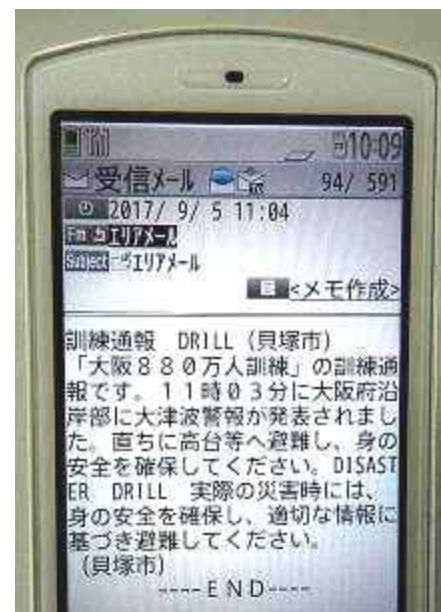 10:09
受信メール 94/ 591
2017/ 9/ 5 11:04
Fm エリアメール
Subject エリアメール
<メモ作成>
訓練通報 DRILL (貝塚市)
「大阪880万人訓練」の訓練通
報です。11時03分に大阪府沿
岸部に大津波警報が発表されまし
た。直ちに高台等へ避難し、身の
安全を確保してください。DISAST
ER DRILL 実際の災害時には、
身の安全を確保し、適切な情報に
基づき避難してください。
(貝塚市)
----END----